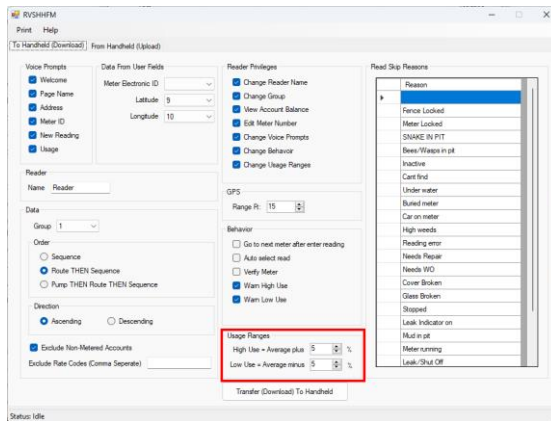 RVSHHFM
Print Help
To Handheld (Download) From Handheld (Upload)
Voice Prompts
Welcome
Page Name
Address
Meter ID
New Reading
Usage
Data From User Fields
Meter Electronic ID
Latitude 9
Longitude 10
Reader
Name Reader
Data
Group 1
Order
Sequence
Route THEN Sequence
Pump THEN Route THEN Sequence
Direction
Ascending Descending
Exclude Non-Metered Accounts
Exclude Rate Codes (Comma Seperate)
Reader Privileges
Change Reader Name
Change Group
View Account Balance
Edit Meter Number
Change Voice Prompts
Change Behavoir
Change Usage Ranges
GPS
Range Ft: 15
Behavior
Go to next meter after enter reading
Auto select read
Verify Meter
Warn High Use
Warn Low Use
Usage Ranges
High Use = Average plus 5 %
Low Use = Average minus 5 %
Transfer (Download) To Handheld
Read Skip Reasons
Reason
Fence Locked
Meter Locked
SNAKE IN PIT
Bees/Wasps in pit
Inactive
Cant find
Under water
Buried meter
Car on meter
High weeds
Reading error
Needs Repair
Needs WO
Cover Broken
Glass Broken
Stopped
Leak Indicator on
Mud in pit
Meter running
Leak/Shut Off
Status: Idle